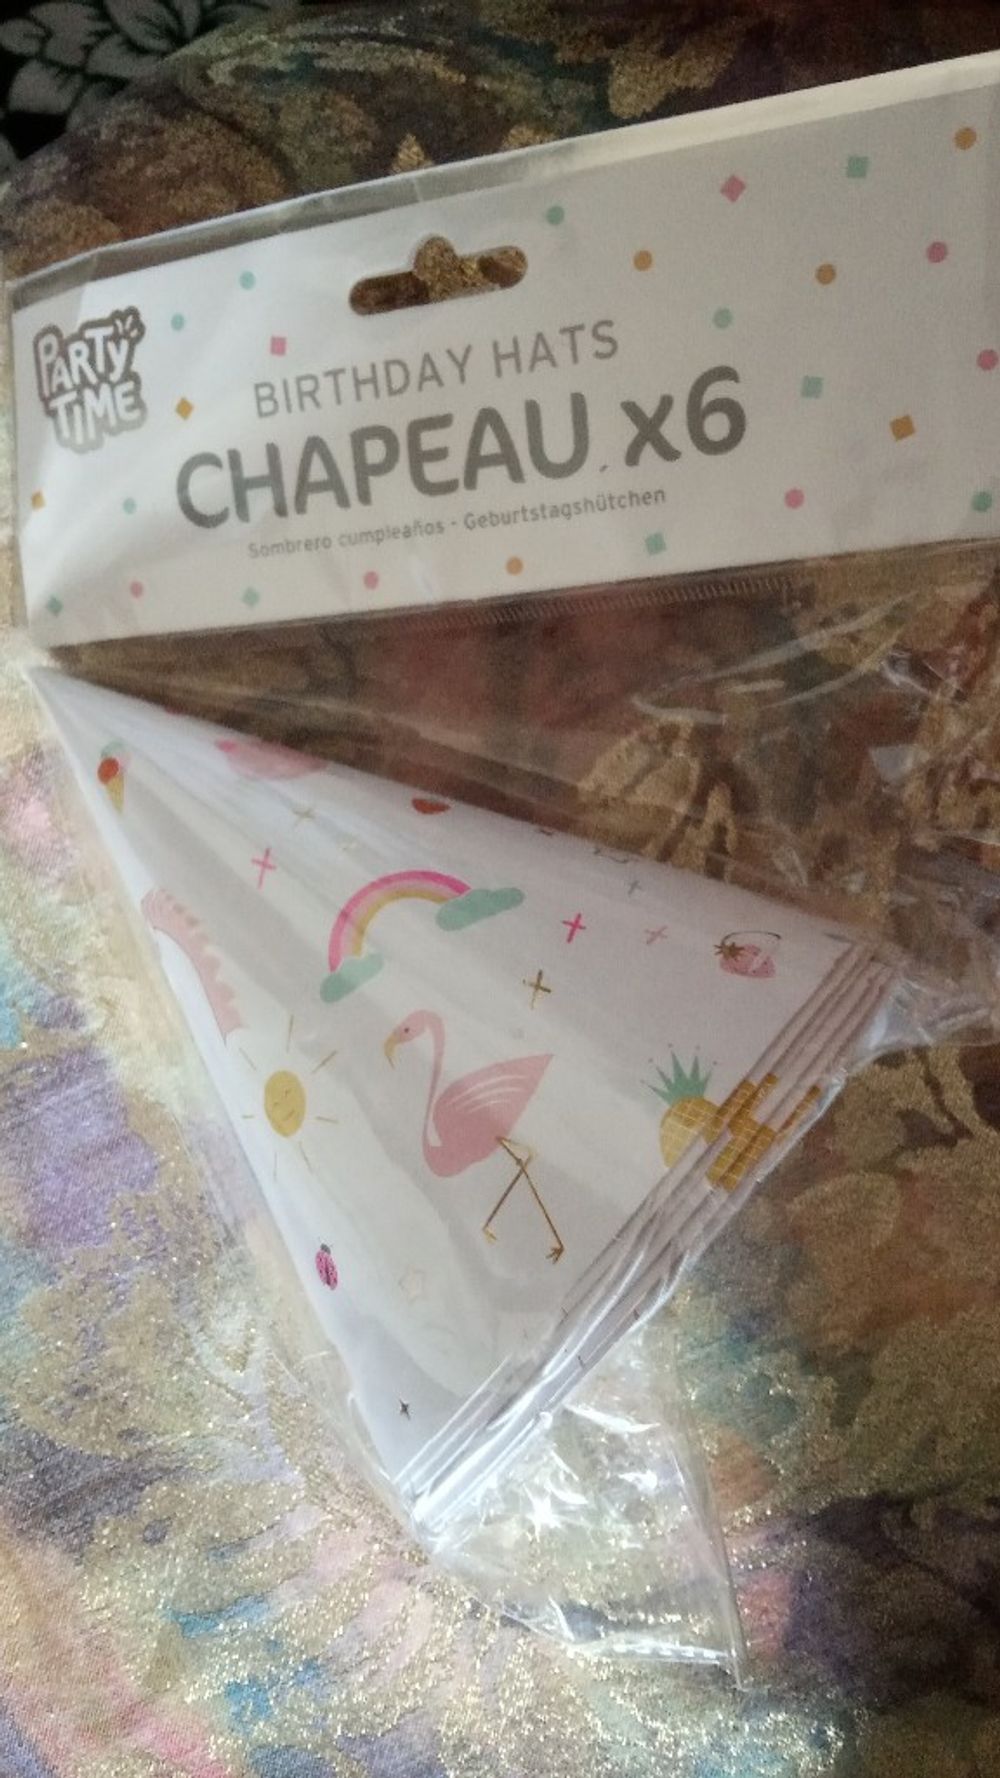 PARTY
TIME
BIRTHDAY HATS
CHAPEAU x6
Sombrero cumpleaños - Geburtstagshütchen